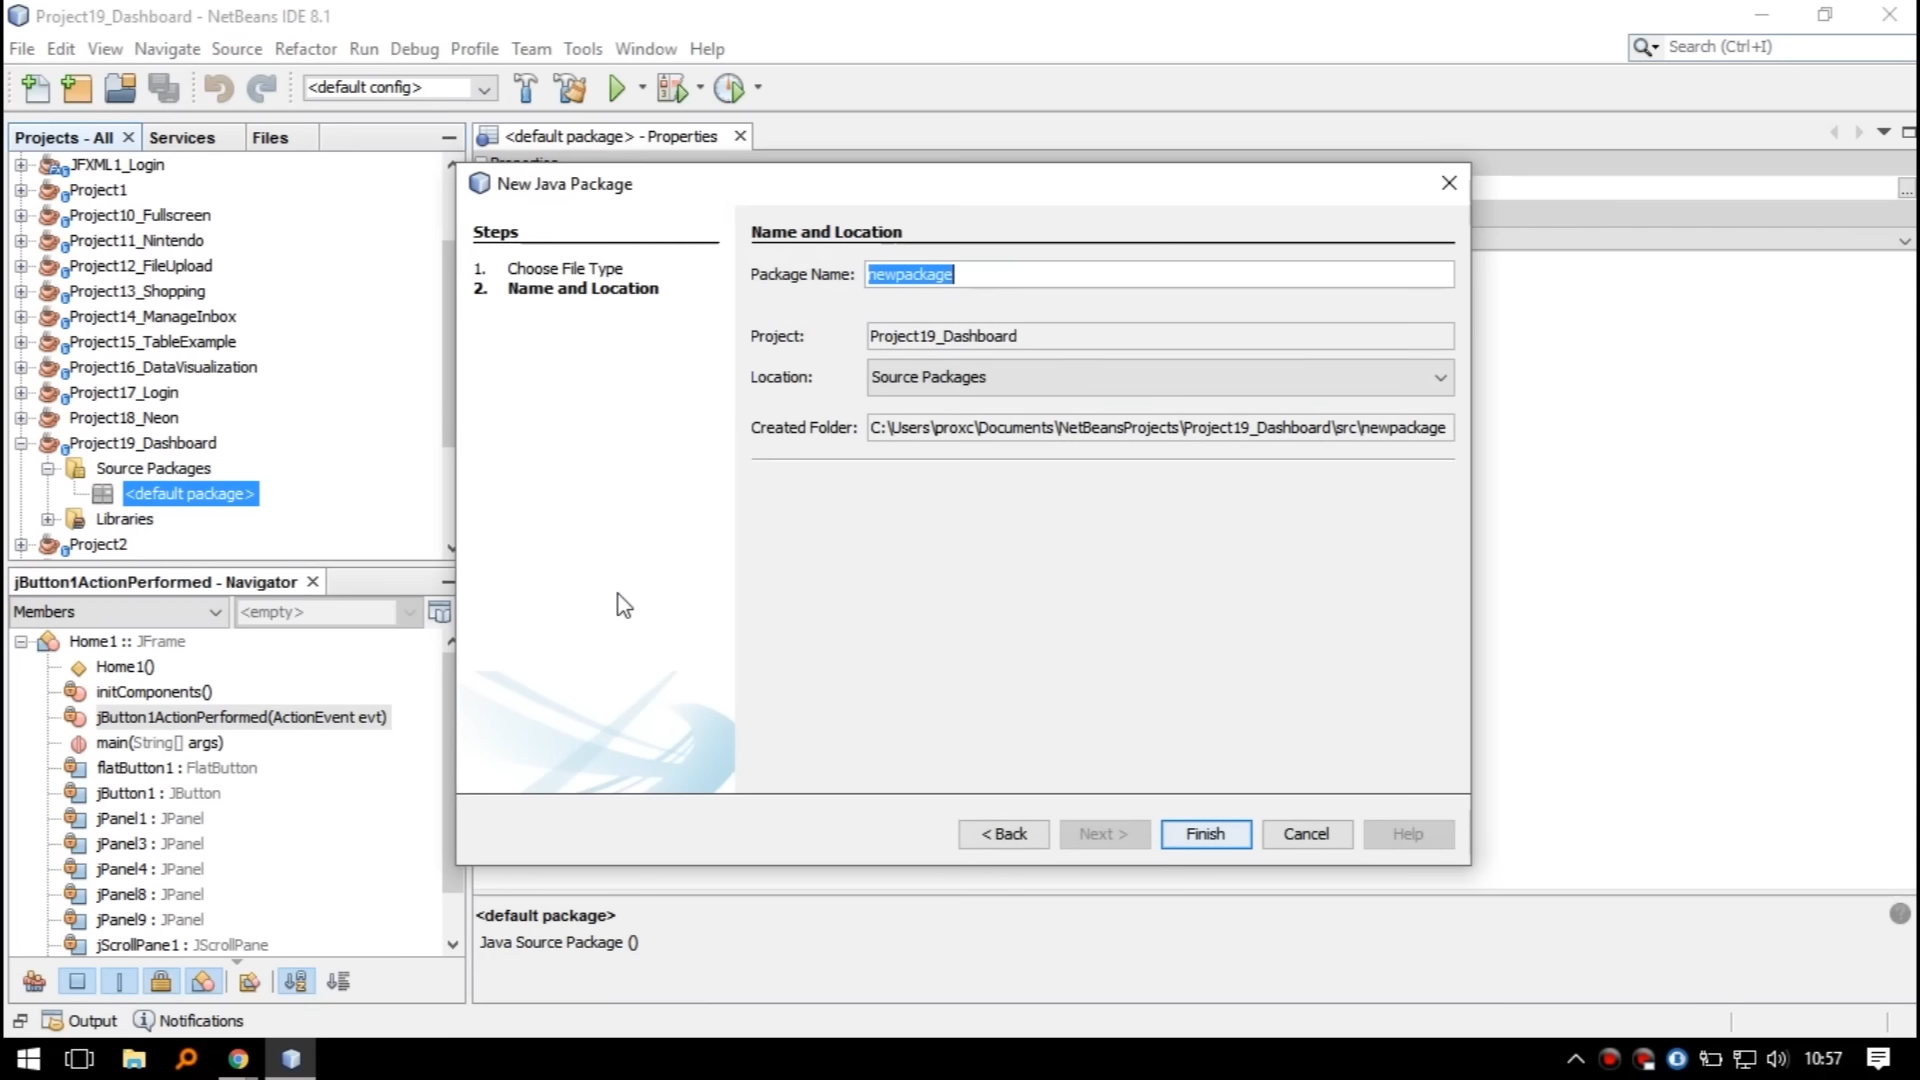 Project19_Dashboard - NetBeans IDE 8.1
File Edit View Navigate Source Refactor Run Debug Profile Team Tools Window Help
Search (Ctrl+I)
<default config>
Projects - All
Services
Files
<default package> - Properties
JFXML1_Login
Project1
Project10_Fullscreen
Project11_Nintendo
Project12_FileUpload
Project13_Shopping
Project14_ManageInbox
Project15_TableExample
Project16_DataVisualization
Project17_Login
Project18_Neon
Project19_Dashboard
Source Packages
<default package>
Libraries
Project2
New Java Package
Steps
1. Choose File Type
2. Name and Location
Name and Location
Package Name: newpackage
Project: Project19_Dashboard
Location: Source Packages
Created Folder: C:\Users\proxc\Documents\NetBeansProjects\Project19_Dashboard\src\newpackage
< Back
Next >
Finish
Cancel
Help
...
jButton1ActionPerformed - Navigator
Members
<empty>
Home1 :: JFrame
Home1()
initComponents()
jButton1ActionPerformed(ActionEvent evt)
main(String[] args)
flatButton1 : FlatButton
jButton1 : JButton
jPanel1 : JPanel
jPanel3 : JPanel
jPanel4 : JPanel
jPanel8 : JPanel
jPanel9 : JPanel
jScrollPane1 : JScrollPane
<default package>
Java Source Package ()
Output
Notifications
10:57